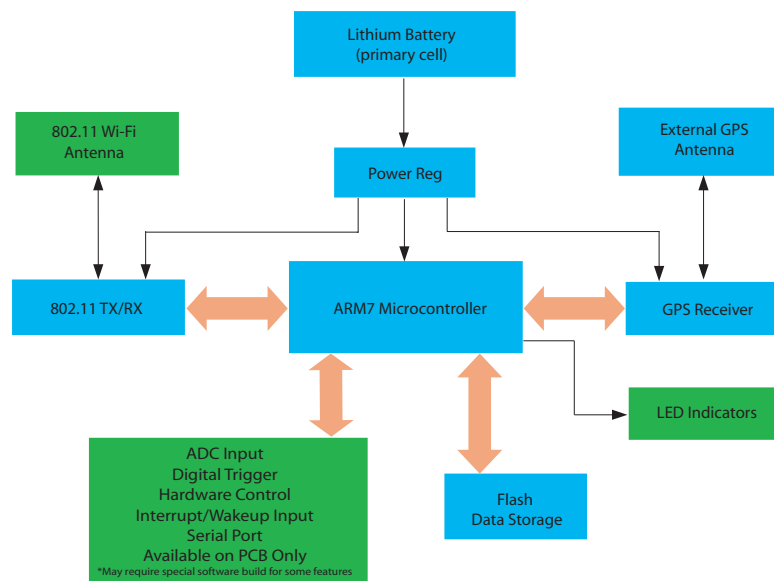 Lithium Battery
(primary cell)
802.11 Wi-Fi
Antenna
External GPS
Antenna
Power Reg
802.11 TX/RX
ARM7 Microcontroller
GPS Receiver
LED Indicators
ADC Input
Digital Trigger
Hardware Control
Interrupt/Wakeup Input
Serial Port
Available on PCB Only
*May require special software build for some features
Flash
Data Storage